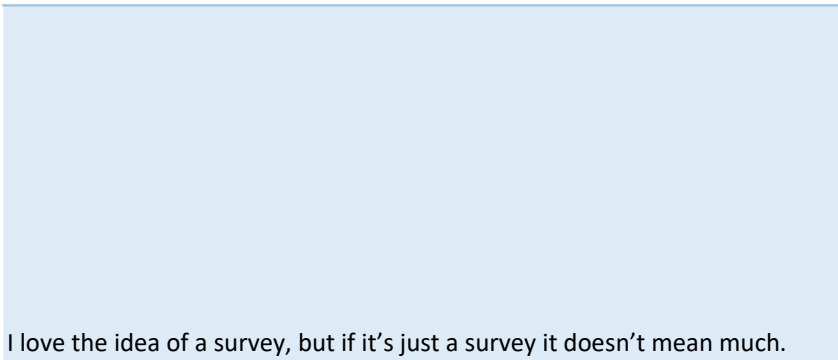 I love the idea of a survey, but if it’s just a survey it doesn’t mean much.